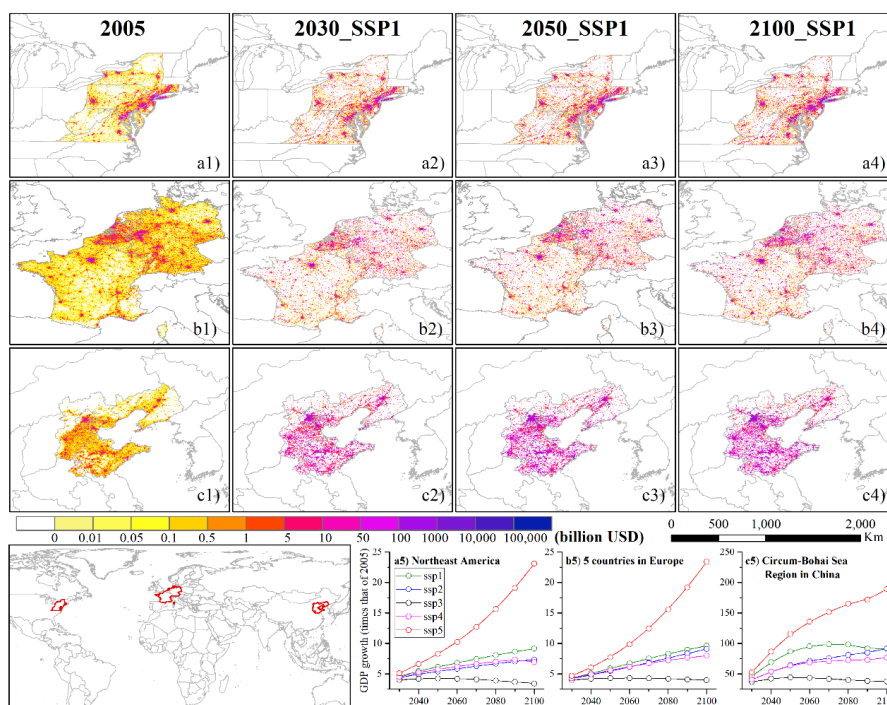 2005 2030_SSP1 2050_SSP1 2100_SSP1
a1) a2) a3) a4)
b1) b2) b3) b4)
c1) c2) c3) c4)
0 0.01 0.05 0.1 0.5 1 5 10 50 100 1000 10,000 100,000 (billion USD)
0 500 1,000 2,000
Km
GDP growth (times that of 2005)
25
20
15
10
5
a5) Northeast America
ssp1
ssp2
ssp3
ssp4
ssp5
2040 2060 2080 2100
25
20
15
10
5
b5) 5 countries in Europe
2040 2060 2080 2100
250
200
150
100
50
c5) Circum-Bohai Sea
Region in China
2040 2060 2080 2100